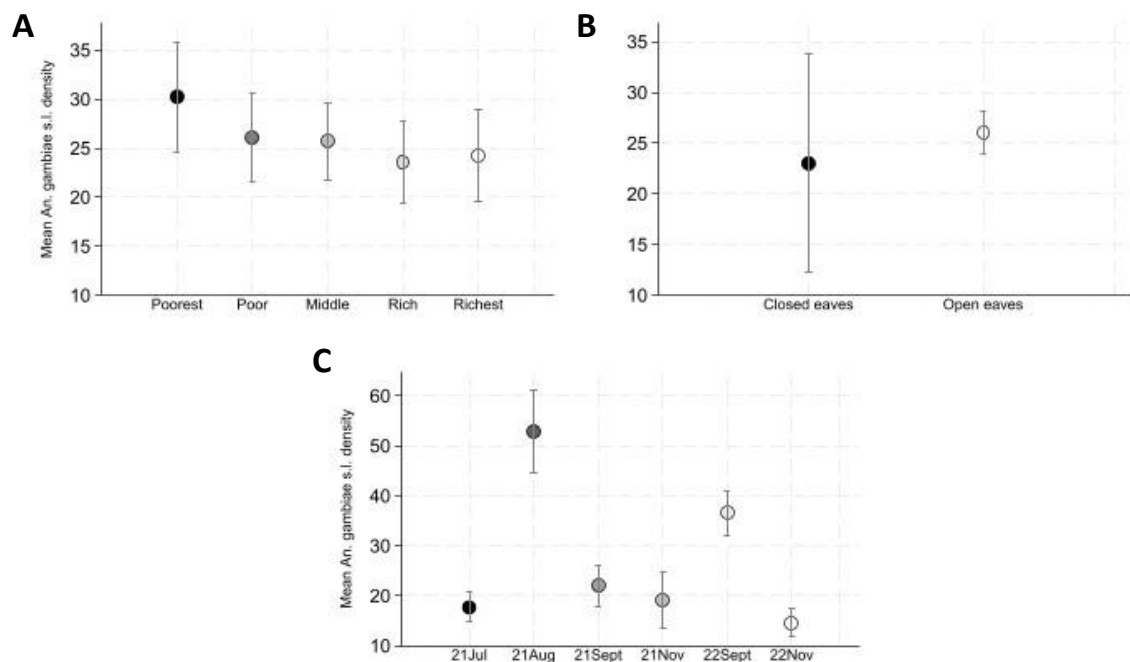 A
Mean An. gambiae s.l. density
35
30
25
20
15
10
Poorest Poor Middle Rich Richest
B
35
30
25
20
15
10
Closed eaves Open eaves
C
Mean An. gambiae s.l. density
60
50
40
30
20
10
21Jul 21Aug 21Sept 21Nov 22Sept 22Nov